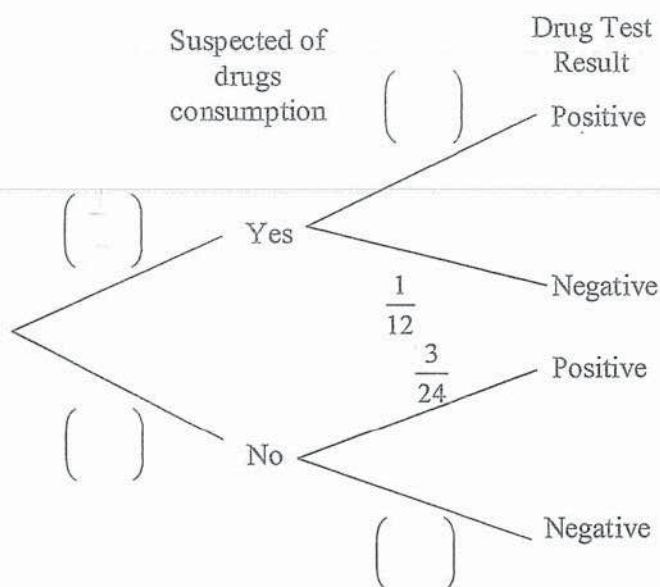 Suspected of
drugs
consumption
Drug Test
Result
( )
Positive
( )
Yes
Negative
1
12
3
24
Positive
( )
No
( )
Negative